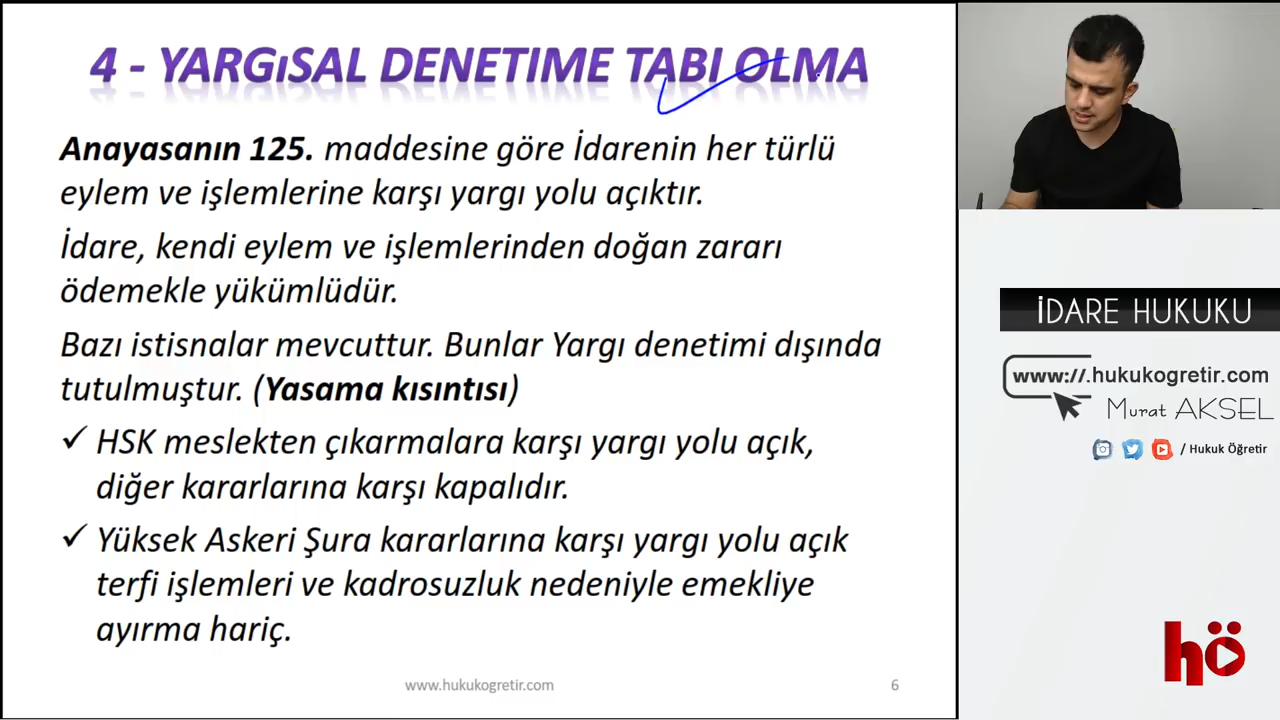 4 - YARGıSAL DENETIME TABI OLMA
Anayasanın 125. maddesine göre İdarenin her türlü
eylem ve işlemlerine karşı yargı yolu açıktır.
İdare, kendi eylem ve işlemlerinden doğan zararı
ödemekle yükümlüdür.
Bazı istisnalar mevcuttur. Bunlar Yargı denetimi dışında
tutulmuştur. (Yasama kısıntısı)
✓ HSK meslekten çıkarmalara karşı yargı yolu açık,
diğer kararlarına karşı kapalıdır.
✓ Yüksek Askeri Şura kararlarına karşı yargı yolu açık
terfi işlemleri ve kadrosuzluk nedeniyle emekliye
ayırma hariç.
www.hukukogretir.com
6
İDARE HUKUKU
www://.hukukogretir.com
Murat AKSEL
/ Hukuk Öğretir
hö